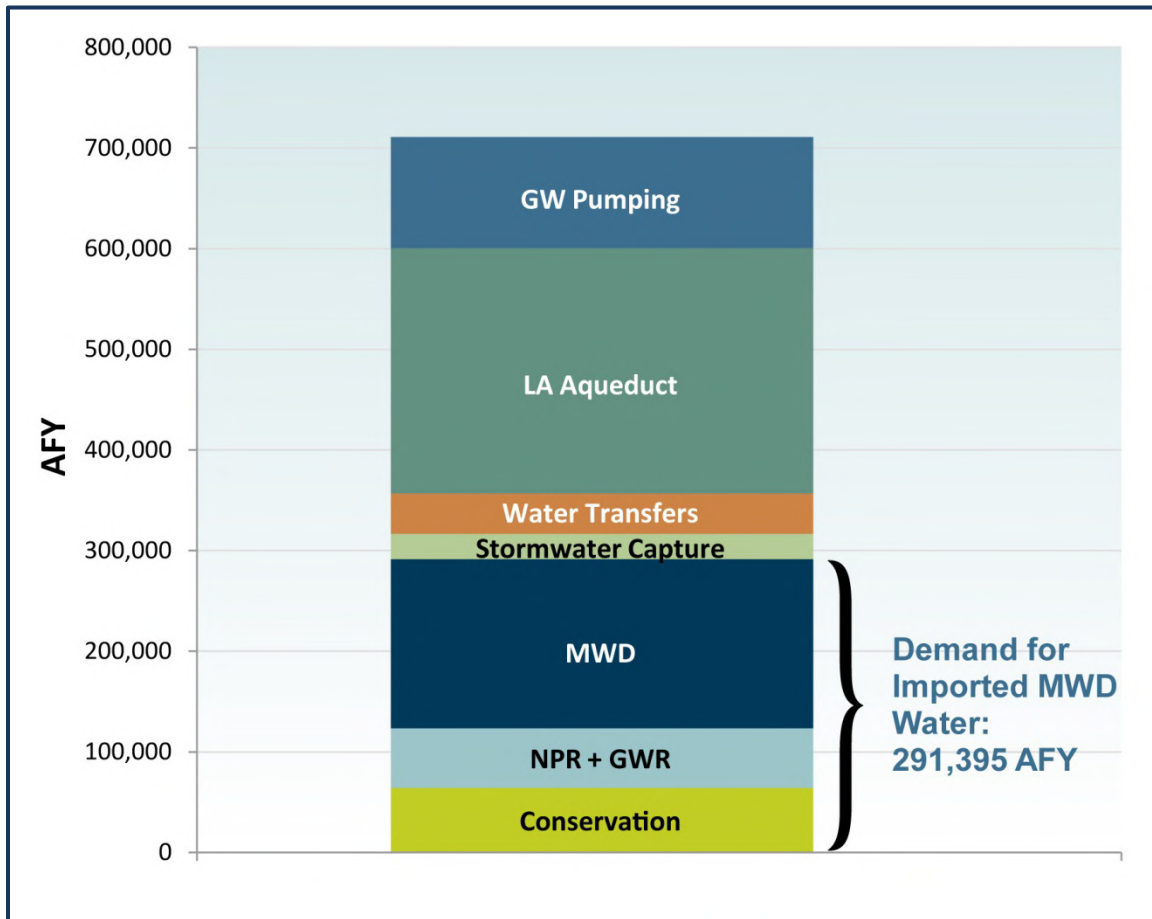 800,000
700,000
600,000
500,000
400,000
300,000
200,000
100,000
0
AFY
GW Pumping
LA Aqueduct
Water Transfers
Stormwater Capture
MWD
NPR + GWR
Conservation
Demand for
Imported MWD
Water:
291,395 AFY